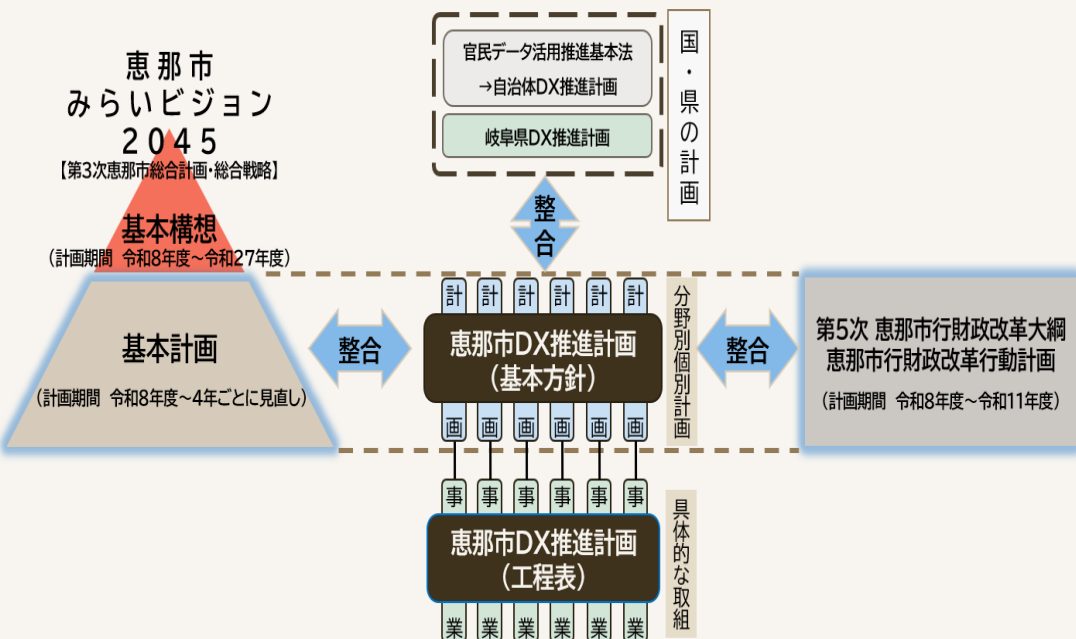 恵那市
みらいビジョン
2045
【第3次恵那市総合計画・総合戦略】
基本構想
(計画期間 令和8年度~令和27年度)
基本計画
(計画期間 令和8年度~4年ごとに見直し)
官民データ活用推進基本法
→自治体DX推進計画
岐阜県DX推進計画
国・県の計画
整合
整合
計 計 計 計 計 計
恵那市DX推進計画
(基本方針)
画 画 画 画 画 画
分野別個別計画
整合
第5次 恵那市行財政改革大綱
恵那市行財政改革行動計画
(計画期間 令和8年度~令和11年度)
事 事 事 事 事 事
恵那市DX推進計画
(工程表)
業 業 業 業 業 業
具体的な取組